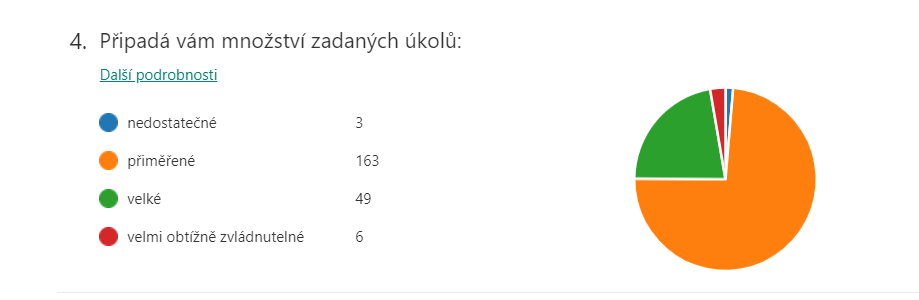 4. Připadá vám množství zadaných úkolů:
Další podrobnosti
nedostatečné 3
přiměřené 163
velké 49
velmi obtížně zvládnutelné 6